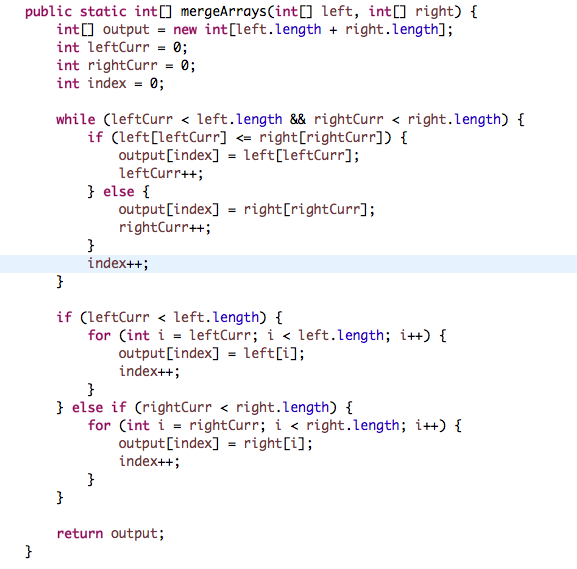 public static int[] mergeArrays(int[] left, int[] right) {
    int[] output = new int[left.length + right.length];
    int leftCurr = 0;
    int rightCurr = 0;
    int index = 0;

    while (leftCurr < left.length && rightCurr < right.length) {
        if (left[leftCurr] <= right[rightCurr]) {
            output[index] = left[leftCurr];
            leftCurr++;
        } else {
            output[index] = right[rightCurr];
            rightCurr++;
        }
        index++;
    }

    if (leftCurr < left.length) {
        for (int i = leftCurr; i < left.length; i++) {
            output[index] = left[i];
            index++;
        }
    } else if (rightCurr < right.length) {
        for (int i = rightCurr; i < right.length; i++) {
            output[index] = right[i];
            index++;
        }
    }

    return output;
}